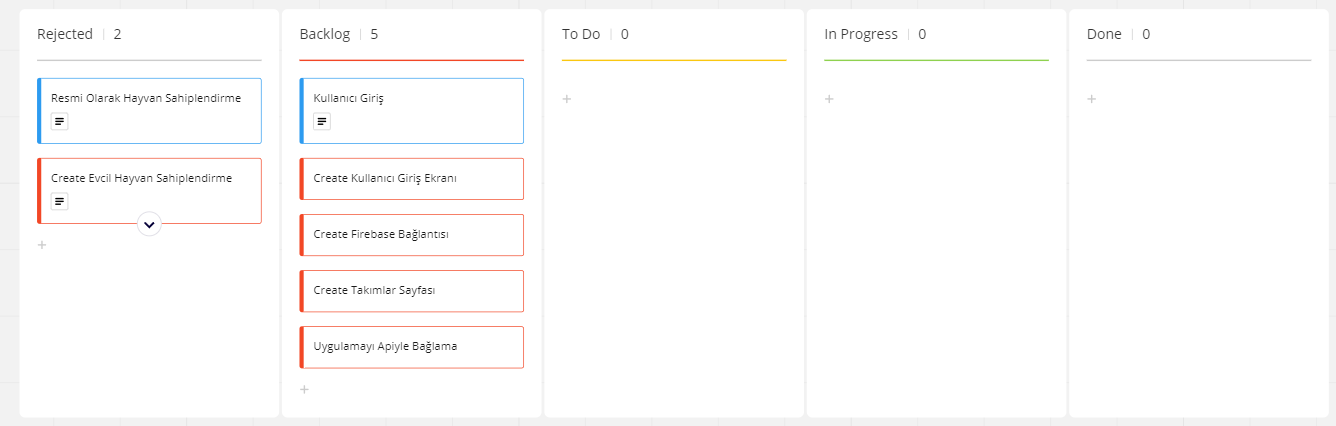 Rejected | 2
Resmi Olarak Hayvan Sahiplendirme
Create Evcil Hayvan Sahiplendirme
Backlog | 5
Kullanıcı Giriş
Create Kullanıcı Giriş Ekranı
Create Firebase Bağlantısı
Create Takımlar Sayfası
Uygulamayı Apiyle Bağlama
To Do | 0
In Progress | 0
Done | 0